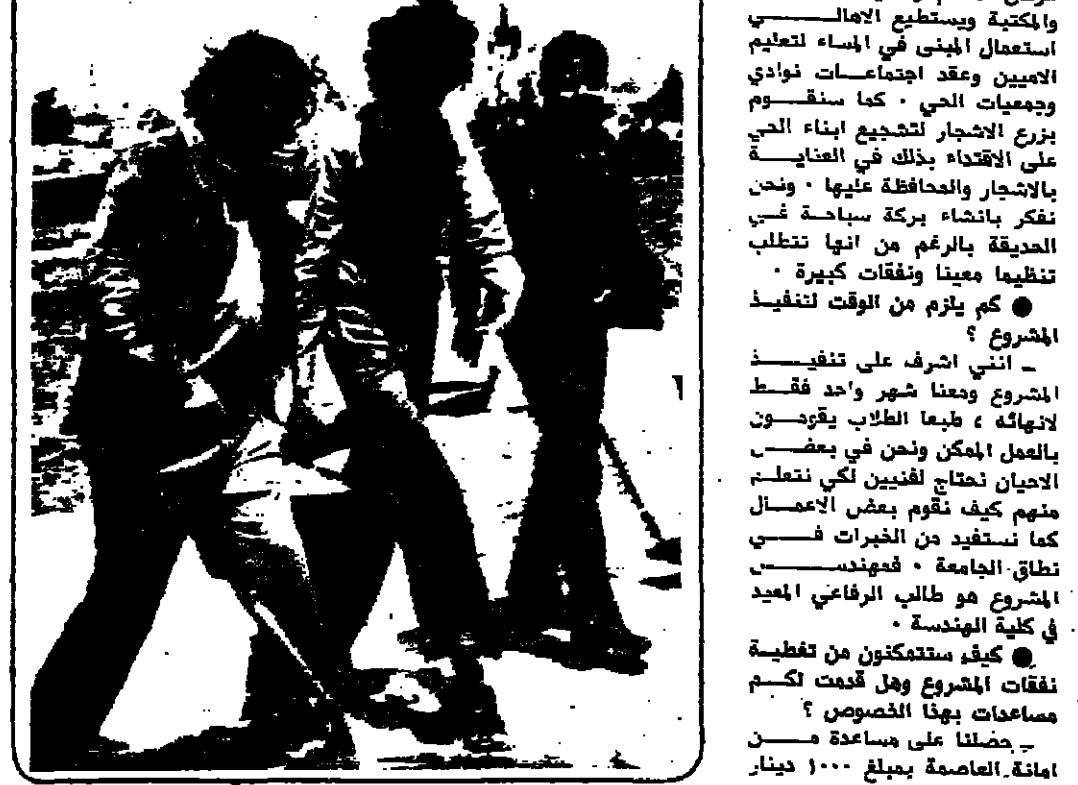 والمكتبة ويستطيع الاهالي
استعمال المبنى في المساء لتعليم
الاميين وعقد اجتماعات نوادي
وجمعيات الحي ٠ كما سنقوم
بزرع الاشجار لتشجيع ابناء الحي
على الاقتداء بذلك في العناية
بالاشجار والمحافظة عليها ٠ ونحن
نفكر بانشاء بركة سباحة في
الحديقة بالرغم من انها تتطلب
تنظيما معينا ونفقات كبيرة ٠
● كم يلزم من الوقت لتنفيذ
المشروع ؟
ـ انني اشرف على تنفيذ
المشروع ومعنا شهر واحد فقط
لانهائه ، طبعا الطلاب يقومون
بالعمل الممكن ونحن في بعض
الاحيان نحتاج لفنيين لكي نتعلم
منهم كيف نقوم بعض الاعمال
كما نستفيد من الخبرات في
نطاق الجامعة ٠ فمهندس
المشروع هو طالب الرفاعي المعيد
في كلية الهندسة ٠
● كيف ستتمكنون من تغطية
نفقات المشروع وهل قدمت لكم
مساعدات بهذا الخصوص ؟
ـ حصلنا على مساعدة من
امانة العاصمة بمبلغ ١٠٠٠ دينار